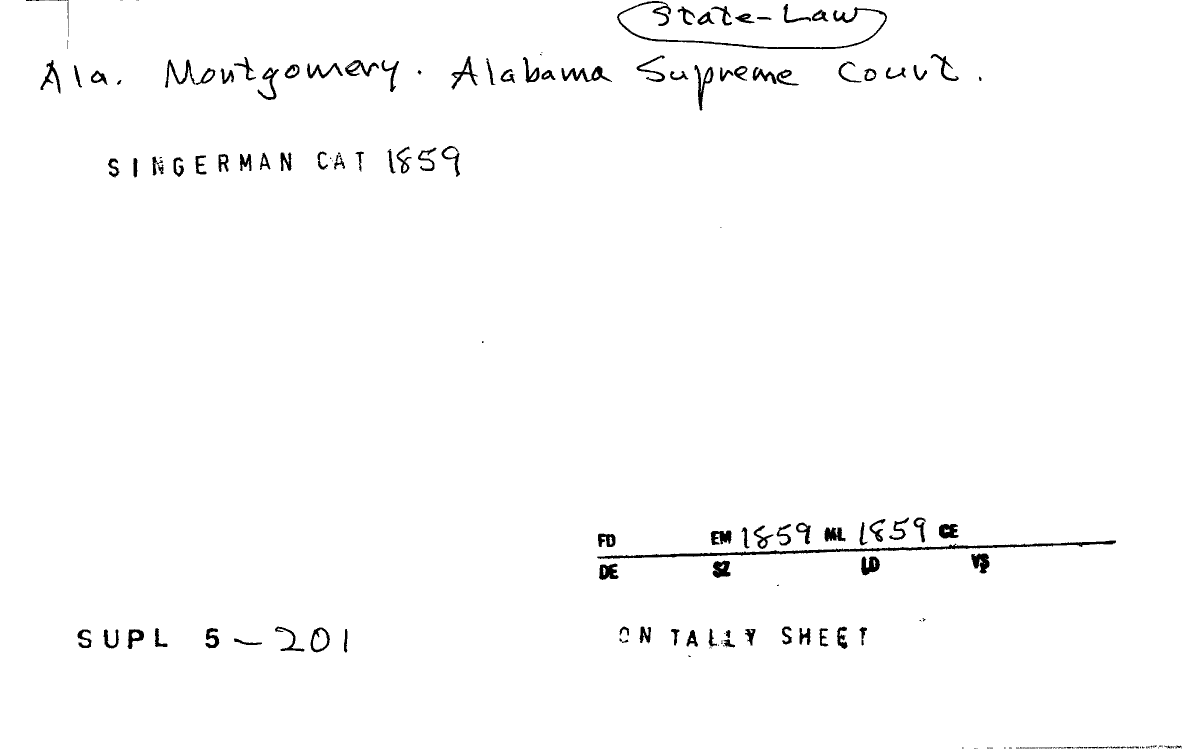 State-Law
Ala. Montgomery. Alabama Supreme Court.
SINGERMAN CAT 1859
FD EM 1859 ML 1859 CE
DE SZ LD VS
SUPL 5-201 ON TALLY SHEET